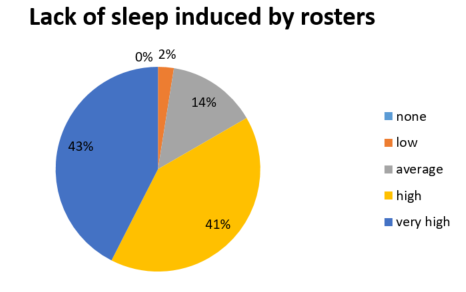 Lack of sleep induced by rosters
0% 2%
14%
43%
41%
none
low
average
high
very high